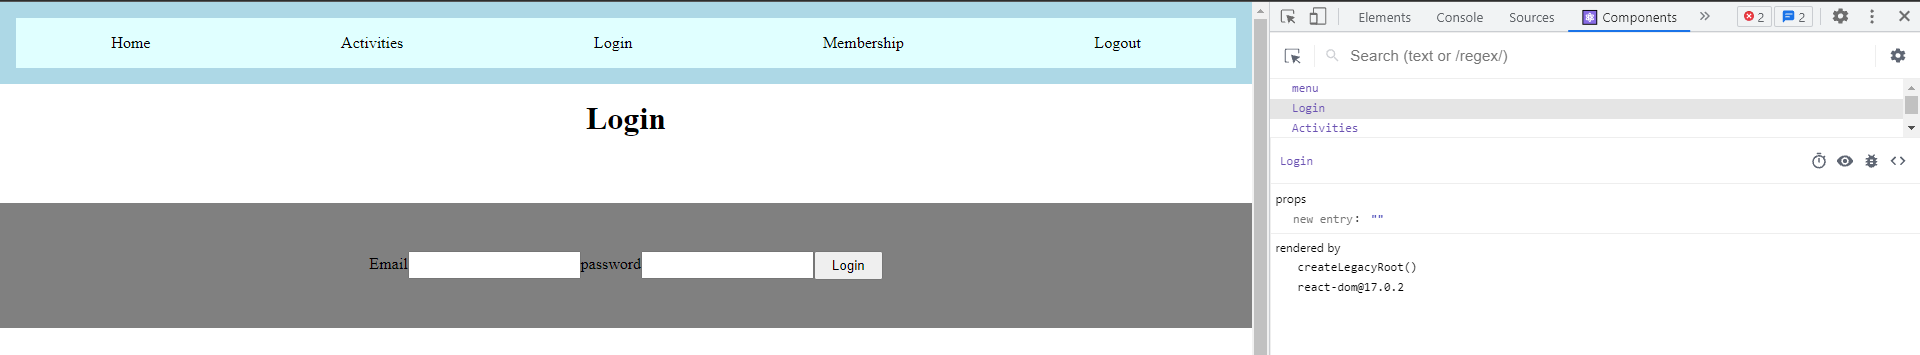 Home Activities Login Membership Logout
Login
Email password Login
Elements Console Sources Components » 2 2
Search (text or /regex/)
menu
Login
Activities
Login
props
new entry: ""
rendered by
createLegacyRoot()
react-dom@17.0.2